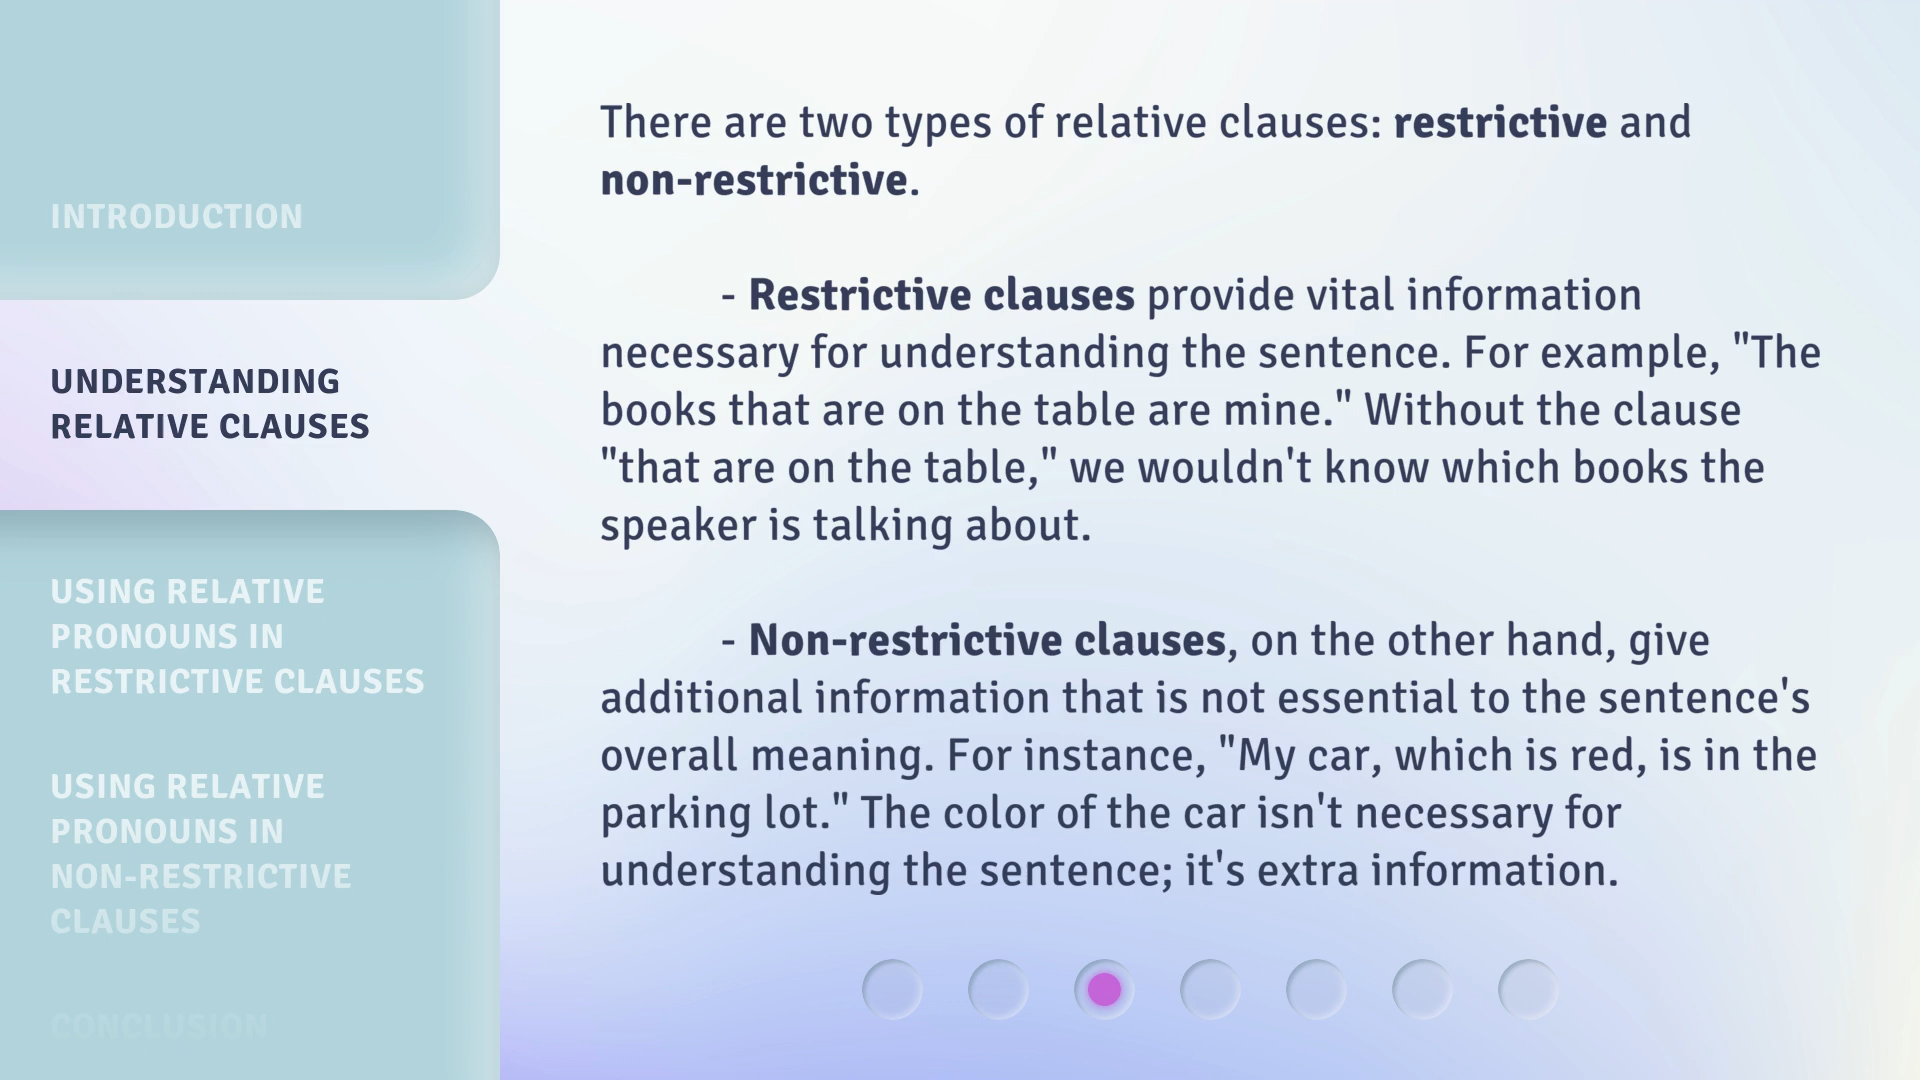 INTRODUCTION
UNDERSTANDING
RELATIVE CLAUSES
USING RELATIVE
PRONOUNS IN
RESTRICTIVE CLAUSES
USING RELATIVE
PRONOUNS IN
NON-RESTRICTIVE
CLAUSES
CONCLUSION
There are two types of relative clauses: restrictive and
non-restrictive.
- Restrictive clauses provide vital information
necessary for understanding the sentence. For example, "The
books that are on the table are mine." Without the clause
"that are on the table," we wouldn't know which books the
speaker is talking about.
- Non-restrictive clauses, on the other hand, give
additional information that is not essential to the sentence's
overall meaning. For instance, "My car, which is red, is in the
parking lot." The color of the car isn't necessary for
understanding the sentence; it's extra information.